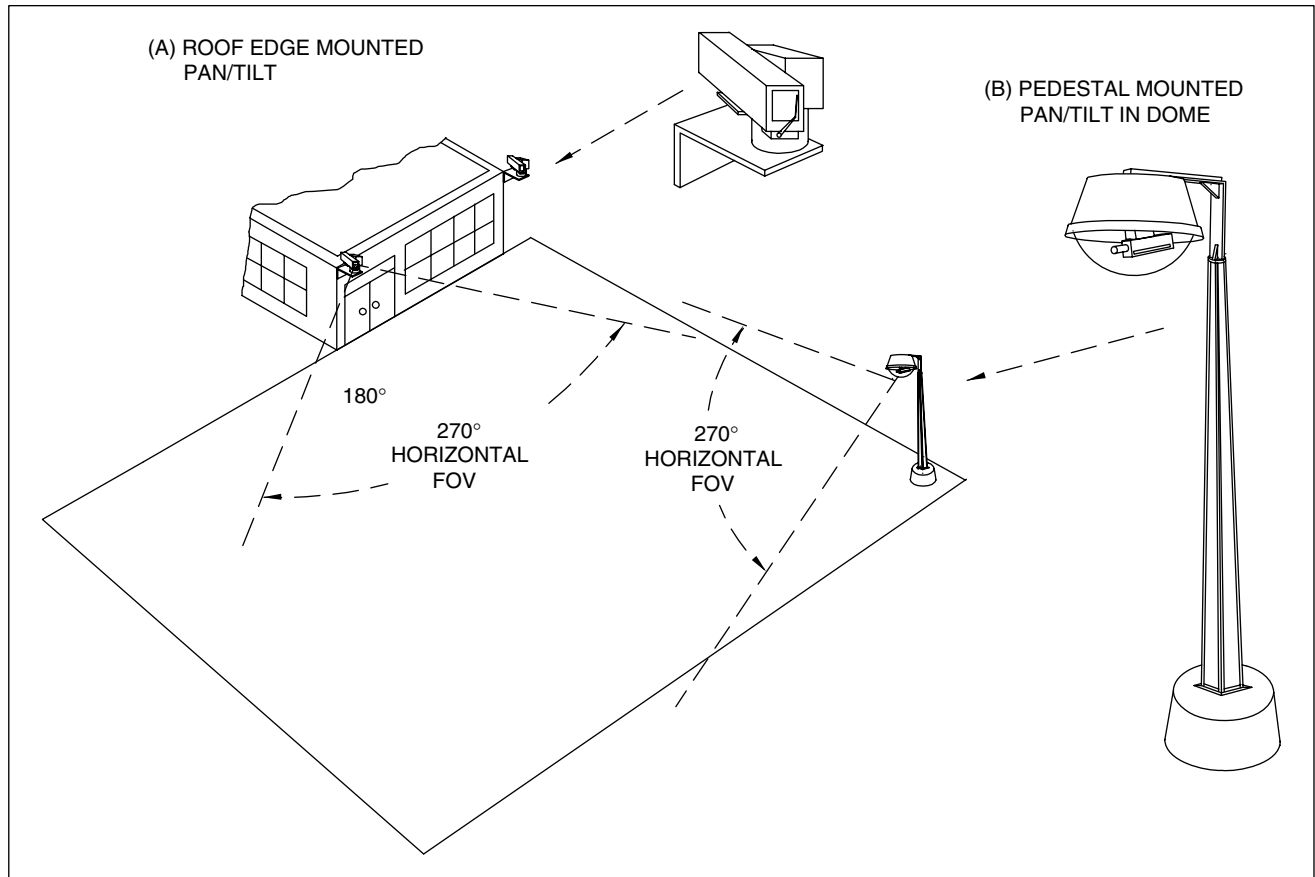 (A) ROOF EDGE MOUNTED
PAN/TILT
(B) PEDESTAL MOUNTED
PAN/TILT IN DOME
180°
270°
HORIZONTAL
FOV
270°
HORIZONTAL
FOV